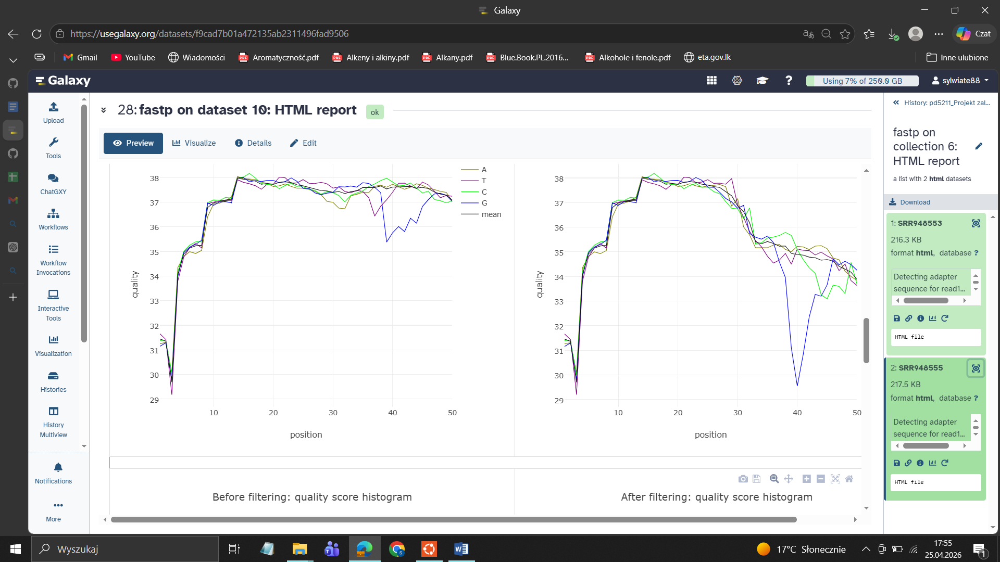 Galaxy
https://usegalaxy.org/datasets/f9cad7b01a472135ab2311496fad9506
Czat
Gmail
YouTube
Wiadomości
Aromatyczność.pdf
Alkeny i alkiny.pdf
Alkany.pdf
Blue.Book.PL.2016...
Alkohole i fenole.pdf
eta.gov.lk
Inne ulubione
Galaxy
Using 7% of 250.0 GB
sylwiate88
Upload
Tools
ChatGXY
Workflows
Workflow
Invocations
Interactive
Tools
Visualization
Histories
History
Multiview
Notifications
More
28: fastp on dataset 10: HTML report
ok
Preview
Visualize
Details
Edit
38
37
36
35
34
33
32
31
30
29
quality
10
20
30
40
50
position
A
T
C
G
mean
38
37
36
35
34
33
32
31
30
29
quality
10
20
30
40
50
position
Before filtering: quality score histogram
After filtering: quality score histogram
History: pd5211_Projekt zal...
fastp on
collection 6:
HTML report
a list with 2 html datasets
Download
1: SRR948553
216.3 KB
format html, database ?
Detecting adapter
sequence for read1...
HTML file
2: SRR948555
217.5 KB
format html, database ?
Detecting adapter
sequence for read1...
HTML file
Wyszukaj
17°C Słonecznie
17:55
25.04.2026
1